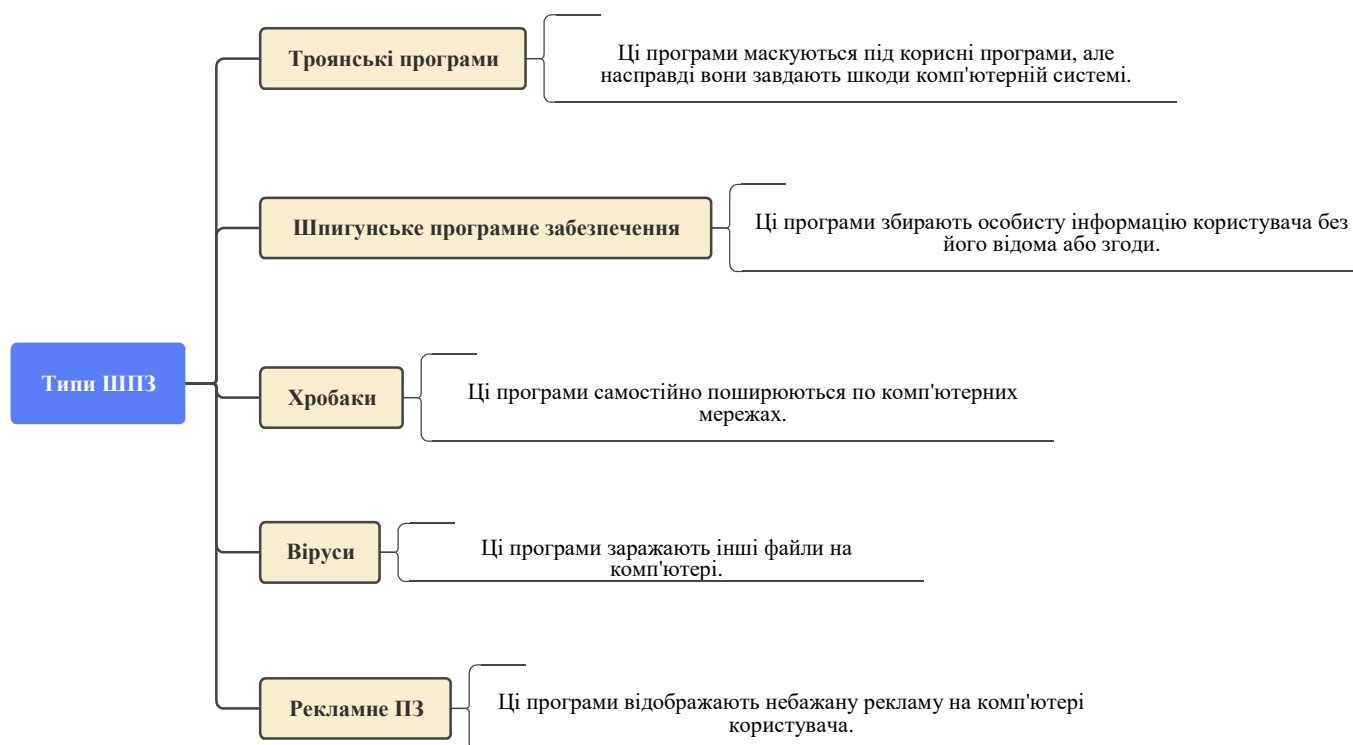 Троянські програми
Ці програми маскуються під корисні програми, але
насправді вони завдають шкоди комп'ютерній системі.
Шпигунське програмне забезпечення
Ці програми збирають особисту інформацію користувача без
його відома або згоди.
Типи ШПЗ
Хробаки
Ці програми самостійно поширюються по комп'ютерних
мережах.
Віруси
Ці програми заражають інші файли на
комп'ютері.
Рекламне ПЗ
Ці програми відображають небажану рекламу на комп'ютері
користувача.